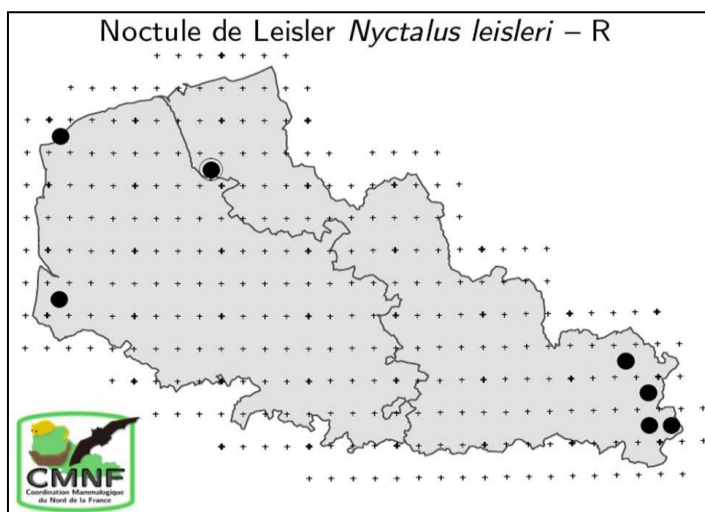 Noctule de Leisler Nyctalus leisleri – R
CMNF
Coordination Mammalogique
du Nord de la France